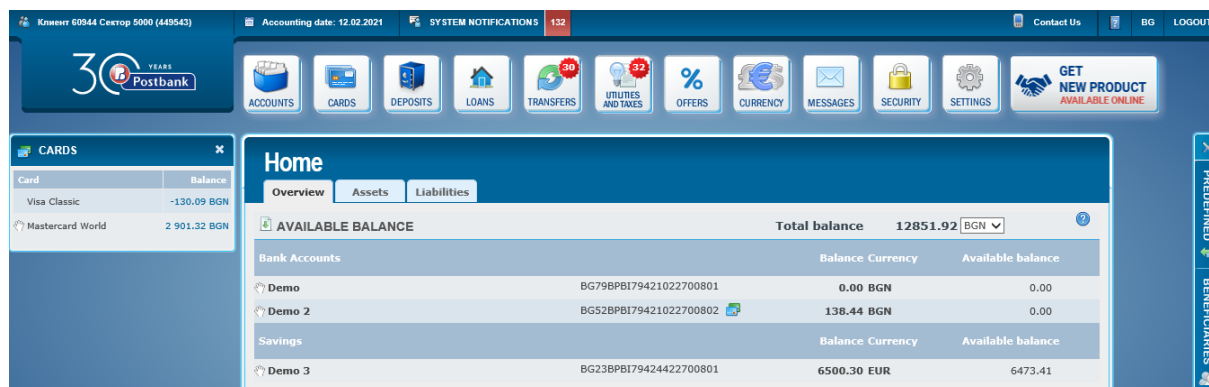 Клиент 60944 Сектор 5000 (449543) Accounting date: 12.02.2021 SYSTEM NOTIFICATIONS 132 Contact Us BG LOGOUT
30 YEARS Postbank
ACCOUNTS CARDS DEPOSITS LOANS TRANSFERS 30 UTILITIES AND TAXES 32 OFFERS CURRENCY MESSAGES SECURITY SETTINGS GET NEW PRODUCT AVAILABLE ONLINE
CARDS
Card Balance
Visa Classic -130.09 BGN
Mastercard World 2 901.32 BGN
Home
Overview Assets Liabilities
AVAILABLE BALANCE Total balance 12851.92 BGN
Bank Accounts Balance Currency Available balance
Demo BG79BPBI79421022700801 0.00 BGN 0.00
Demo 2 BG52BPBI79421022700802 138.44 BGN 0.00
Savings Balance Currency Available balance
Demo 3 BG23BPBI79424422700801 6500.30 EUR 6473.41
PREDEFINED
BENEFICIARIES